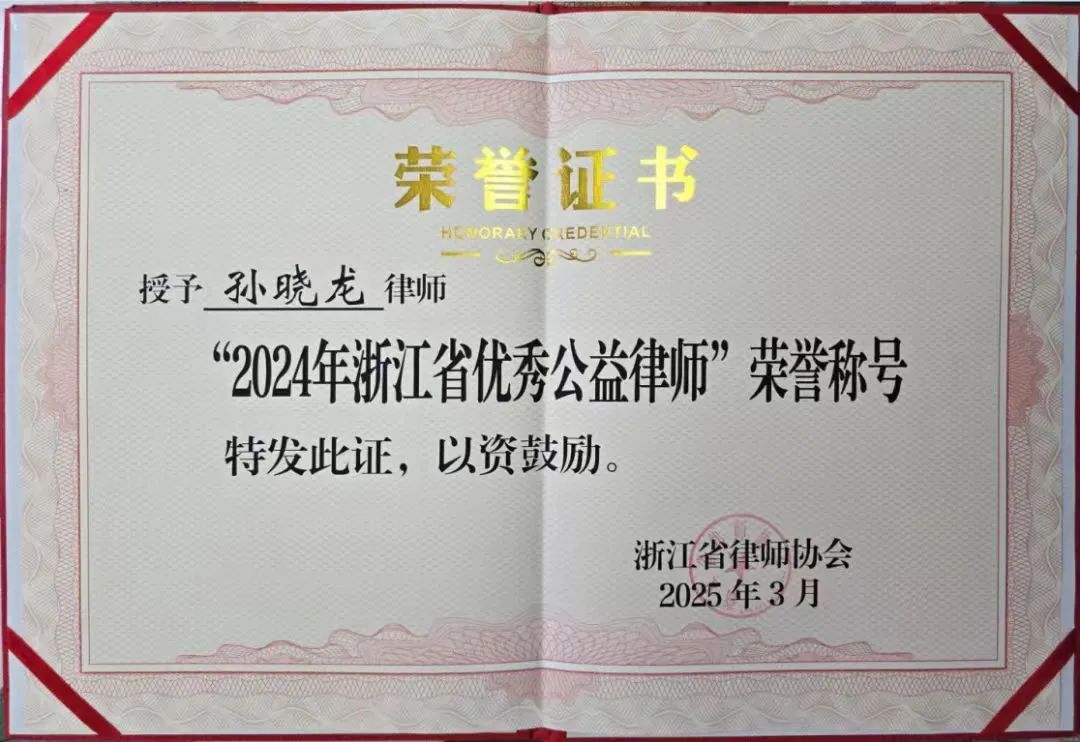 荣誉证书
HONORARY CREDENTIAL
授予 孙晓龙 律师
“2024年浙江省优秀公益律师”荣誉称号
特发此证，以资鼓励。
浙江省律师协会
2025年3月